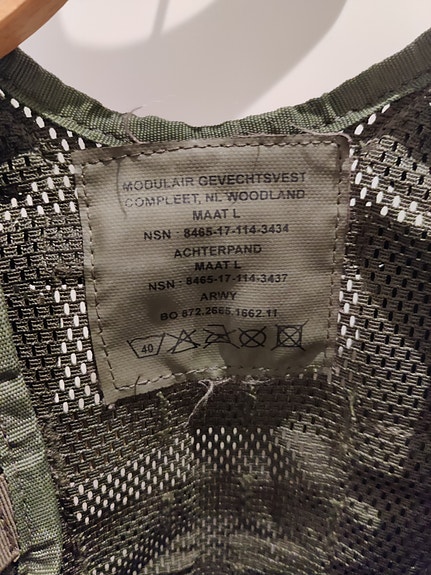 MODULAIR GEVECHTSVEST
COMPLEET, NL WOODLAND
MAAT L
NSN : 8465-17-114-3434
ACHTERPAND
MAAT L
NSN : 8465-17-114-3437
ARWY
BO 672.2665.1662.11
40